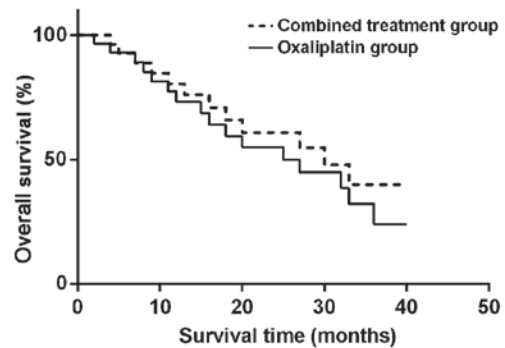 Combined treatment group
Oxaliplatin group
Overall survival (%)
100
50
0
0 10 20 30 40 50
Survival time (months)